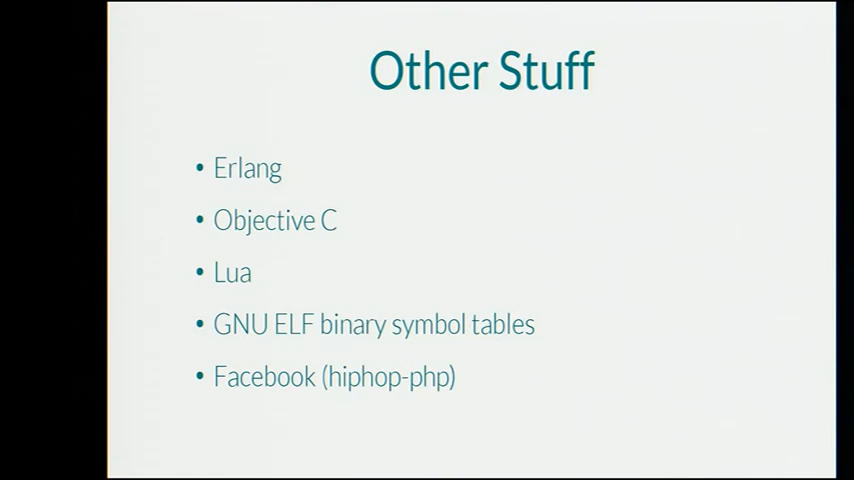 Other Stuff
• Erlang
• Objective C
• Lua
• GNU ELF binary symbol tables
• Facebook (hiphop-php)